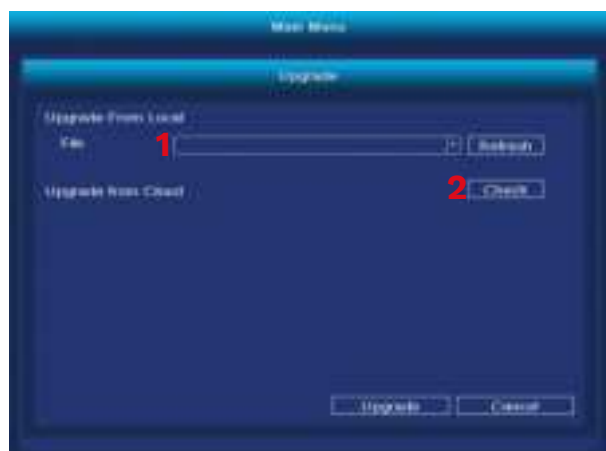 Main Menu
Upgrade
Upgrade From Local
File 1 Refresh
Upgrade from Cloud 2 Check
Upgrade Cancel